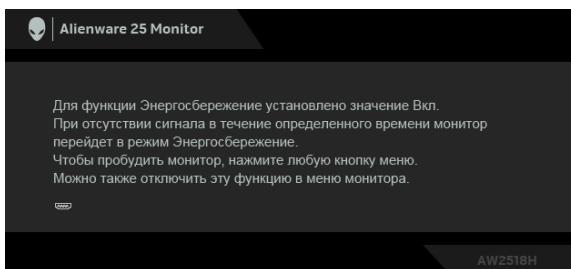 Alienware 25 Monitor
Для функции Энергосбережение установлено значение Вкл.
При отсутствии сигнала в течение определенного времени монитор
перейдет в режим Энергосбережение.
Чтобы пробудить монитор, нажмите любую кнопку меню.
Можно также отключить эту функцию в меню монитора.
AW2518H